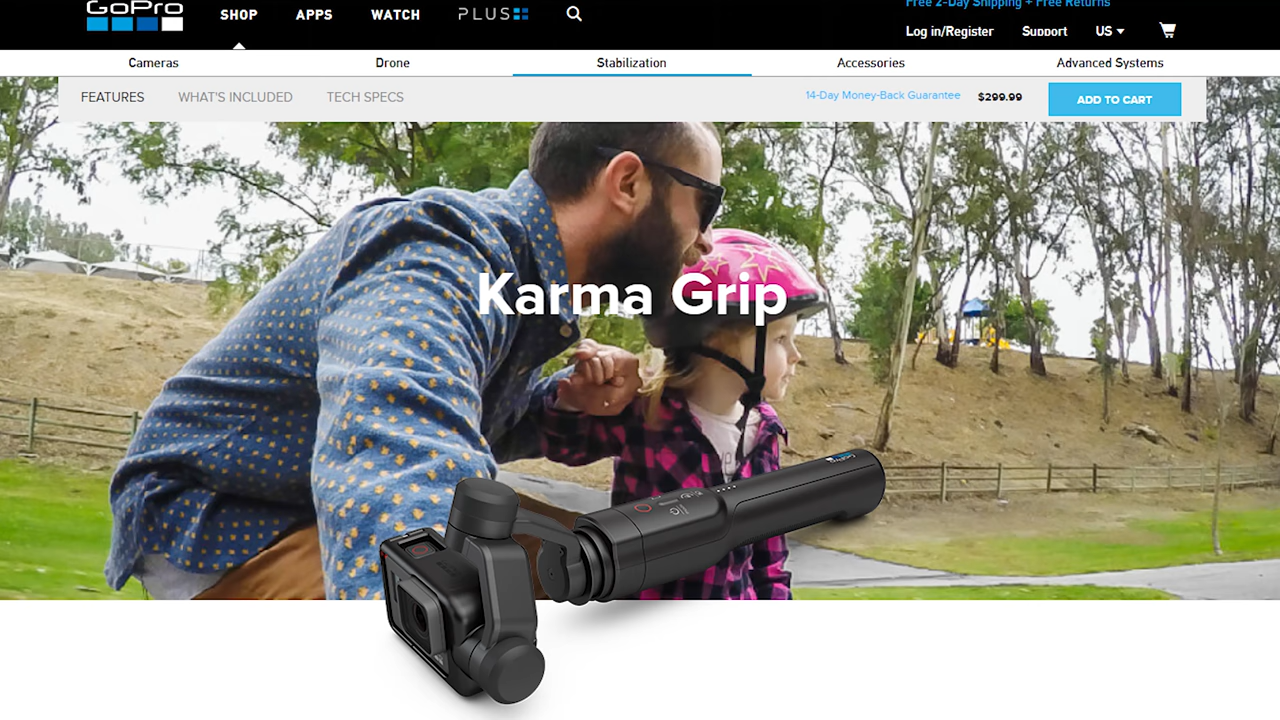 GoPro
SHOP
APPS
WATCH
PLUS
Free 2-Day Shipping + Free Returns
Log in/Register
Support
US
Cameras
Drone
Stabilization
Accessories
Advanced Systems
FEATURES
WHAT'S INCLUDED
TECH SPECS
14-Day Money-Back Guarantee
$299.99
ADD TO CART
Karma Grip
GoPro